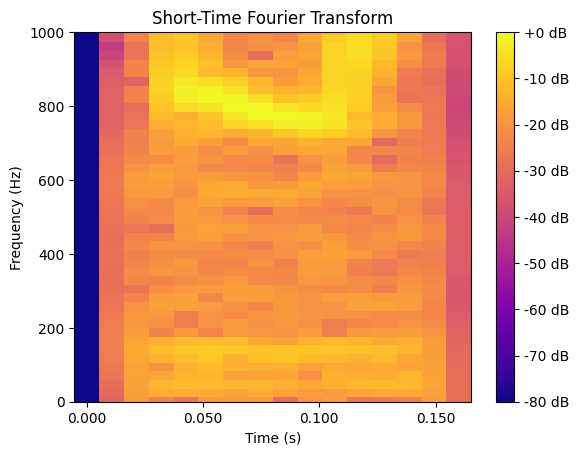 Short-Time Fourier Transform
1000
800
600
400
200
0
Frequency (Hz)
0.000
0.050
0.100
0.150
Time (s)
+0 dB
-10 dB
-20 dB
-30 dB
-40 dB
-50 dB
-60 dB
-70 dB
-80 dB